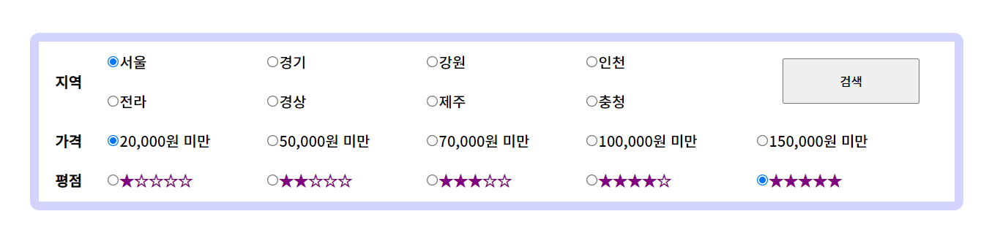 서울 경기 강원 인천
지역 검색
전라 경상 제주 충청
가격 20,000원 미만 50,000원 미만 70,000원 미만 100,000원 미만 150,000원 미만
평점 ★☆☆☆☆ ★★☆☆☆ ★★★☆☆ ★★★★☆ ★★★★★